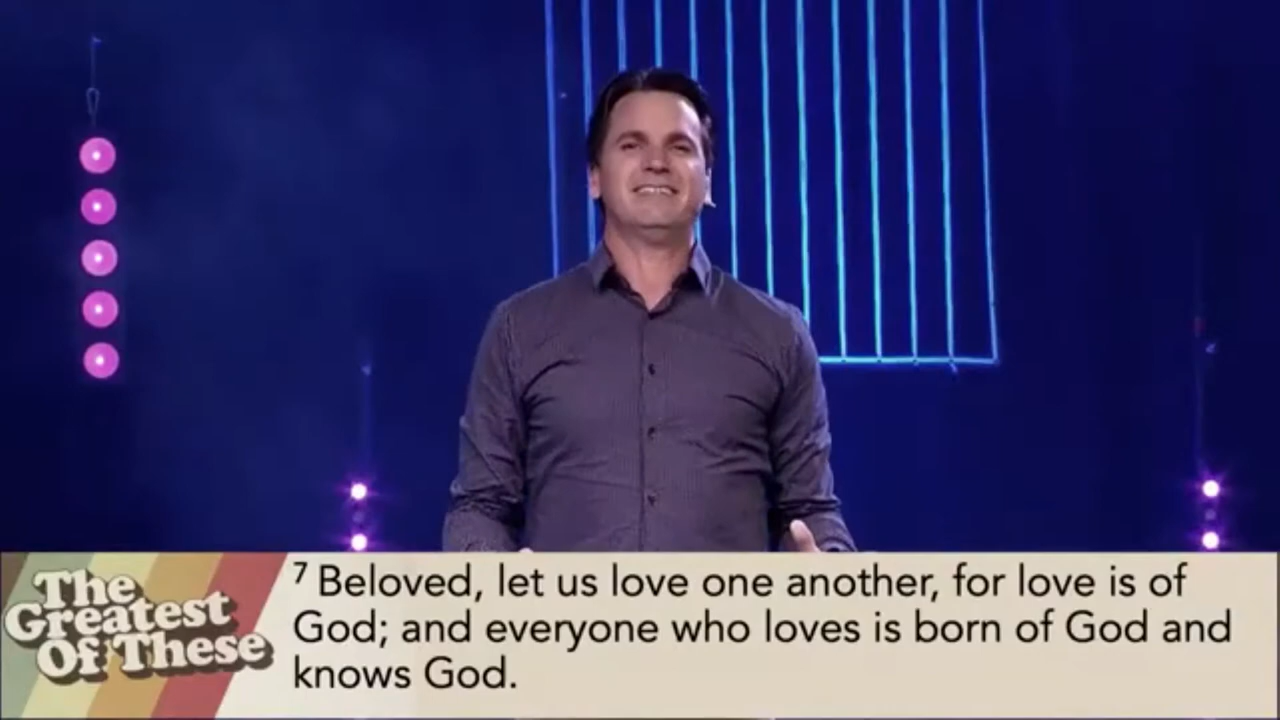 The
Greatest
Of These
⁷ Beloved, let us love one another, for love is of
God; and everyone who loves is born of God and
knows God.